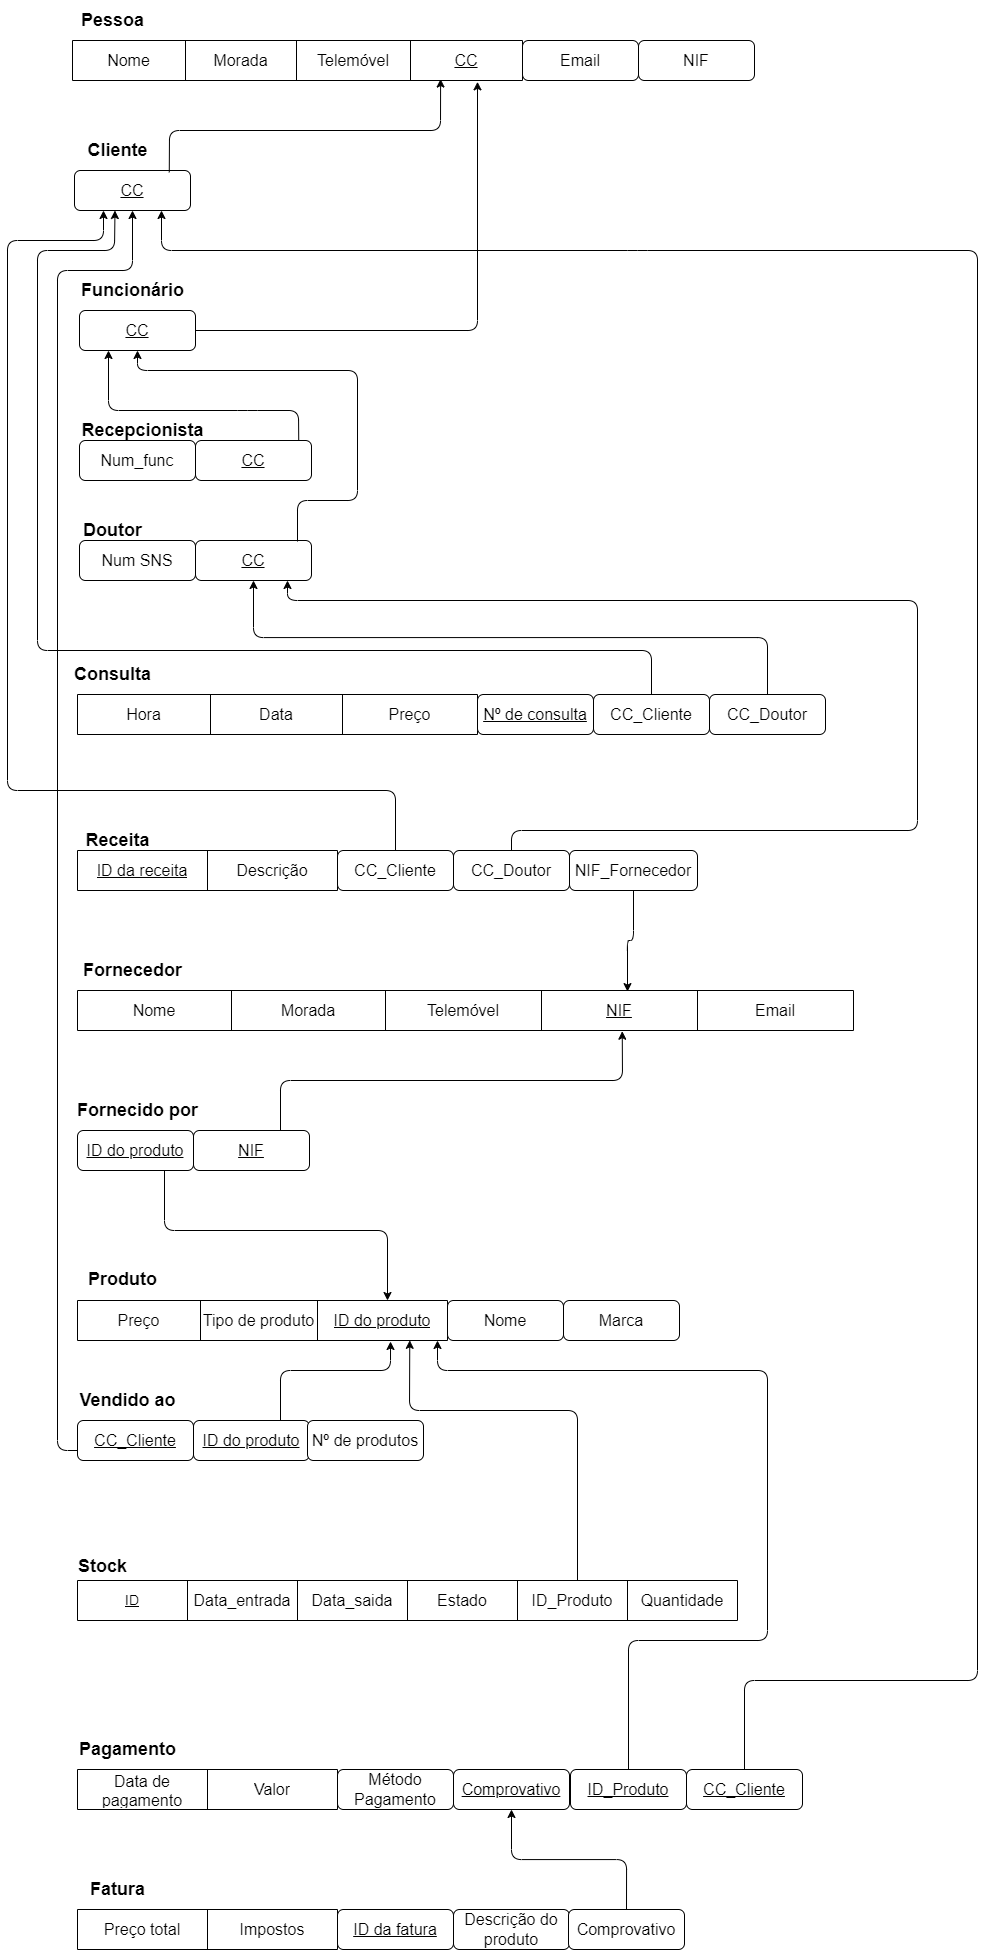 Pessoa
Nome Morada Telemóvel CC Email NIF
Cliente
CC
Funcionário
CC
Recepcionista
Num_func CC
Doutor
Num SNS CC
Consulta
Hora Data Preço Nº de consulta CC_Cliente CC_Doutor
Receita
ID da receita Descrição CC_Cliente CC_Doutor NIF_Fornecedor
Fornecedor
Nome Morada Telemóvel NIF Email
Fornecido por
ID do produto NIF
Produto
Preço Tipo de produto ID do produto Nome Marca
Vendido ao
CC_Cliente ID do produto Nº de produtos
Stock
ID Data_entrada Data_saida Estado ID_Produto Quantidade
Pagamento
Data de pagamento Valor Método Pagamento Comprovativo ID_Produto CC_Cliente
Fatura
Preço total Impostos ID da fatura Descrição do produto Comprovativo